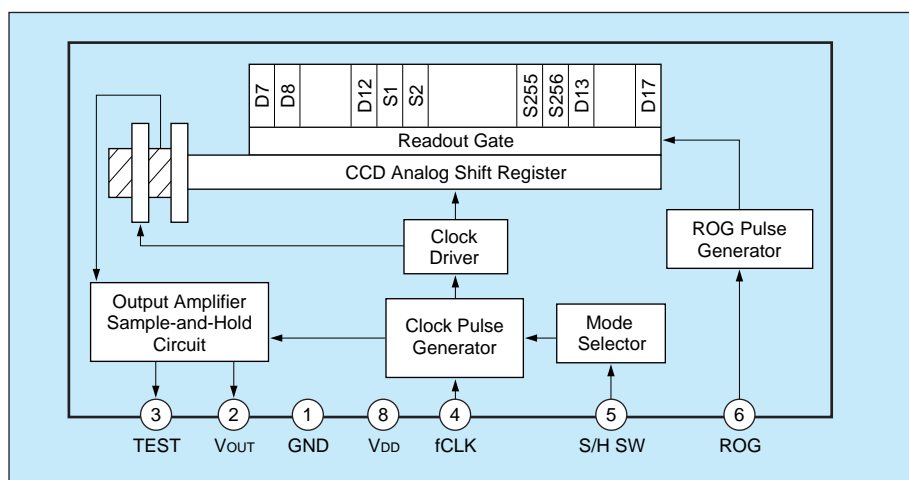 D7 D8 D12 S1 S2 S255 S256 D13 D17
Readout Gate
CCD Analog Shift Register
Clock
Driver
ROG Pulse
Generator
Output Amplifier
Sample-and-Hold
Circuit
Clock Pulse
Generator
Mode
Selector
3 2 1 8 4 5 6
TEST VOUT GND VDD fCLK S/H SW ROG